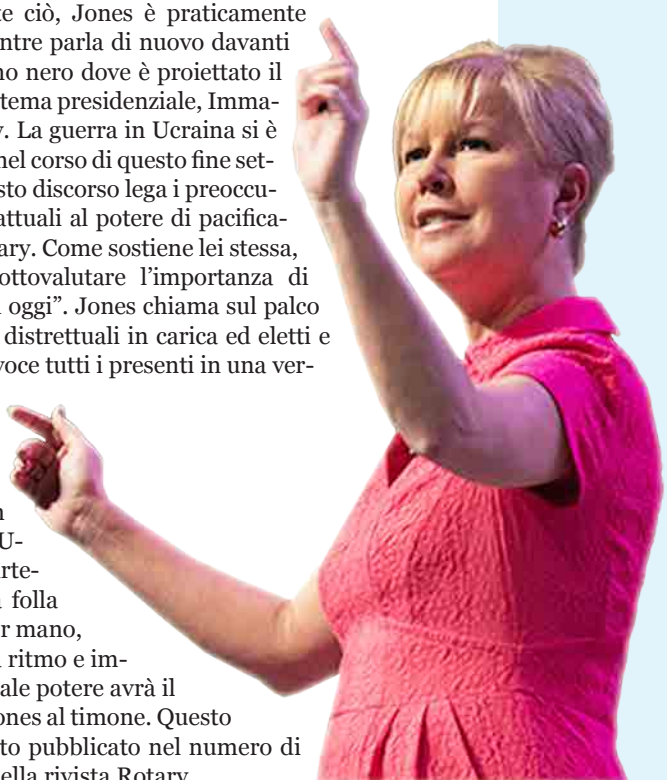 te ciò, Jones è praticamente
ntre parla di nuovo davanti
no nero dove è proiettato il
tema presidenziale, Imma-
y. La guerra in Ucraina si è
nel corso di questo fine set-
sto discorso lega i preoccu-
attuali al potere di pacifica-
ary. Come sostiene lei stessa,
ottovalutare l’importanza di
i oggi”. Jones chiama sul palco
distrettuali in carica ed eletti e
voce tutti i presenti in una ver-
U-
rte-
folla
r mano,
ritmo e im-
ale potere avrà il
ones al timone. Questo
to pubblicato nel numero di
ella rivista Rotary